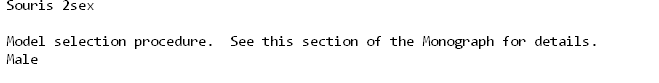 Souris 2sex
Model selection procedure.  See this section of the Monograph for details.
Male